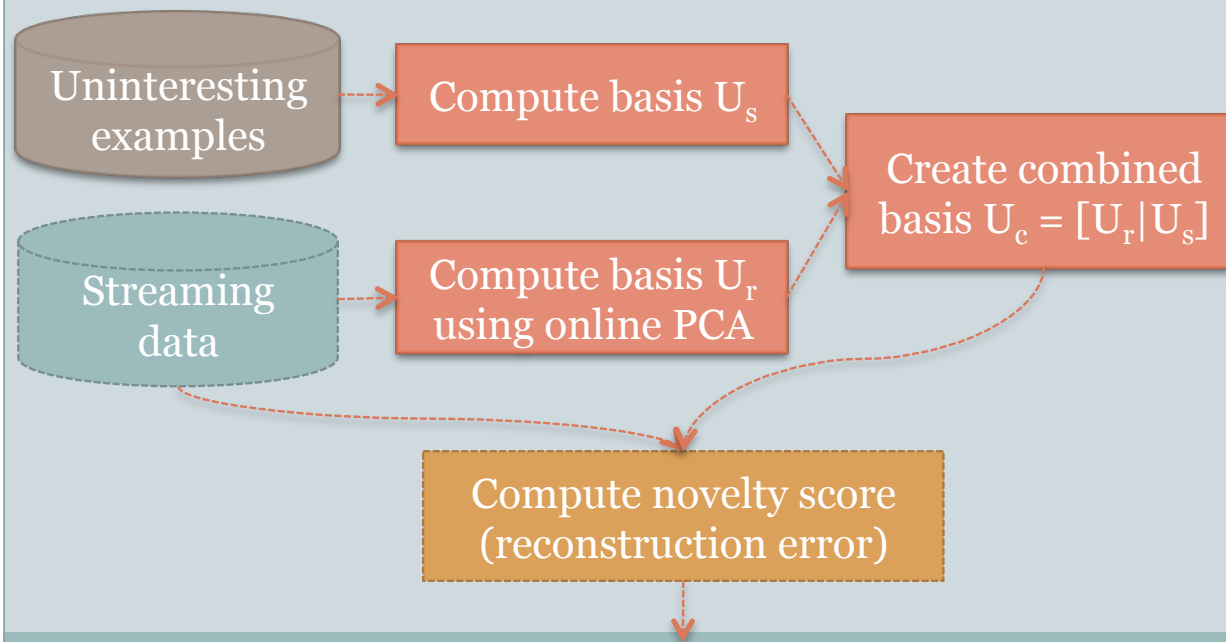 Uninteresting
examples
Compute basis Uₛ
Create combined
basis U_c = [Uᵣ|Uₛ]
Streaming
data
Compute basis Uᵣ
using online PCA
Compute novelty score
(reconstruction error)